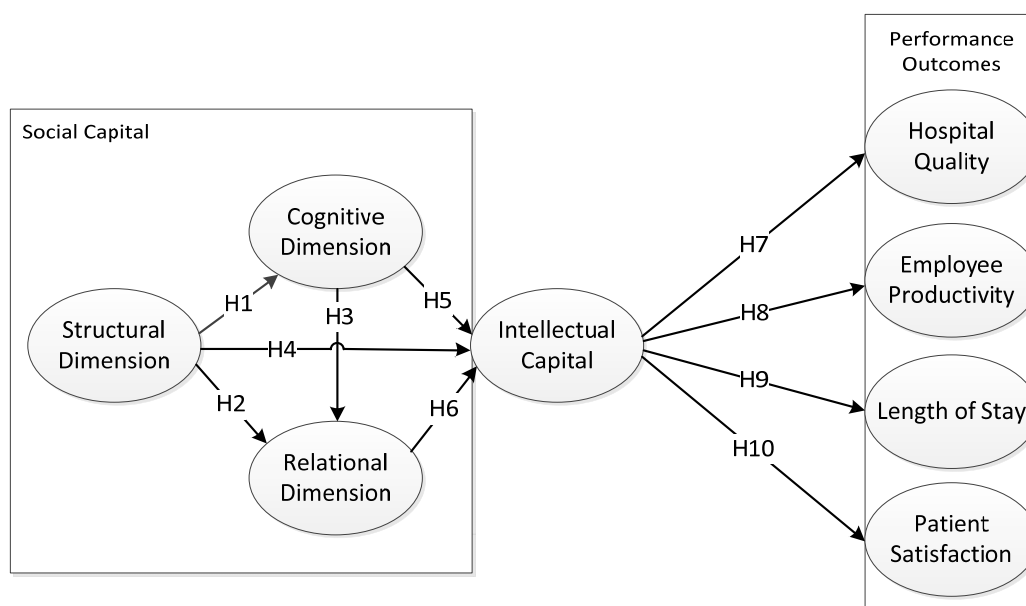 Social Capital
Cognitive
Dimension
Structural
Dimension
Relational
Dimension
H1
H2
H3
H4
H5
H6
Intellectual
Capital
H7
H8
H9
H10
Performance
Outcomes
Hospital
Quality
Employee
Productivity
Length of Stay
Patient
Satisfaction